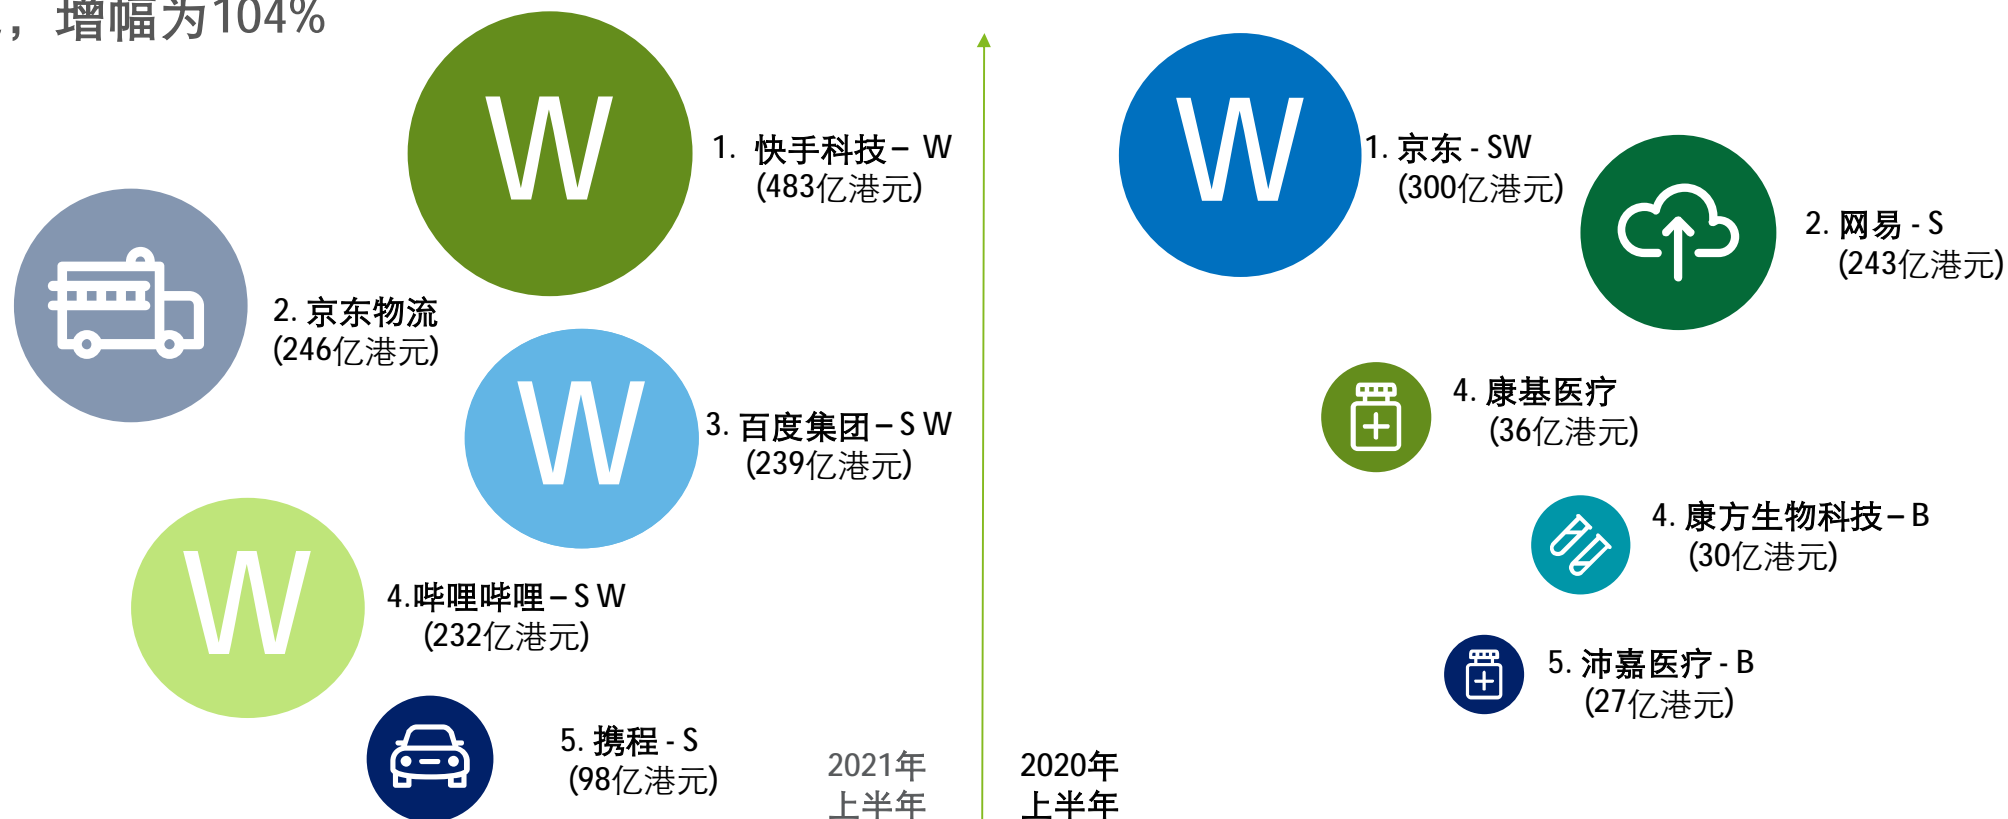 ，增幅为104%
W
1. 快手科技 – W
(483亿港元)
2. 京东物流
(246亿港元)
W
3. 百度集团 – S W
(239亿港元)
W
4.哔哩哔哩 – S W
(232亿港元)
5. 携程 - S
(98亿港元)
2021年
上半年
W
1. 京东 - SW
(300亿港元)
2. 网易 - S
(243亿港元)
4. 康基医疗
(36亿港元)
4. 康方生物科技 – B
(30亿港元)
5. 沛嘉医疗 - B
(27亿港元)
2020年
上半年